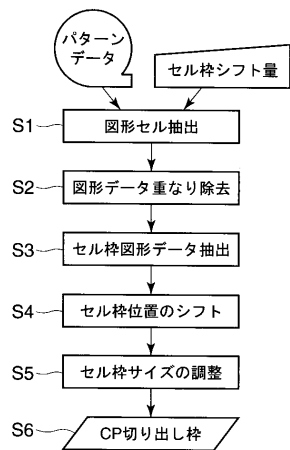 パターン
データ
セル枠シフト量
S1 図形セル抽出
S2 図形データ重なり除去
S3 セル枠図形データ抽出
S4 セル枠位置のシフト
S5 セル枠サイズの調整
S6 CP切り出し枠